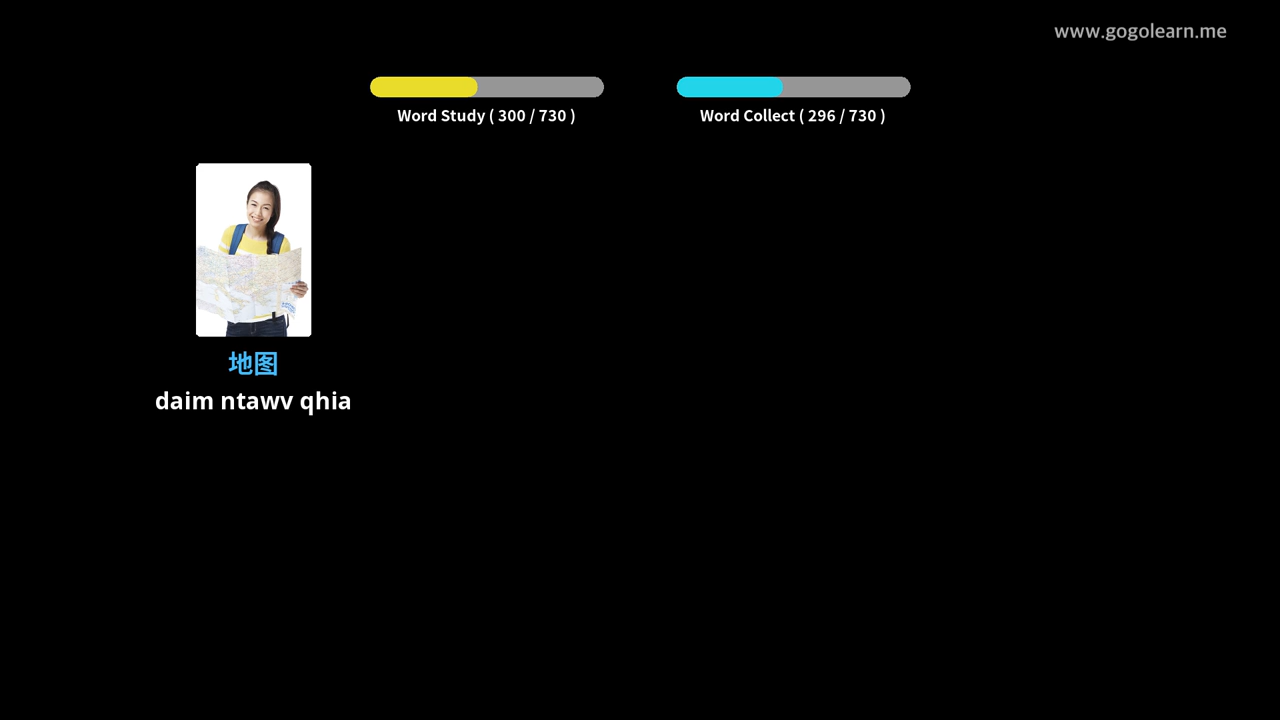 www.gogolearn.me
Word Study ( 300 / 730 )
Word Collect ( 296 / 730 )
地图
daim ntawv qhia